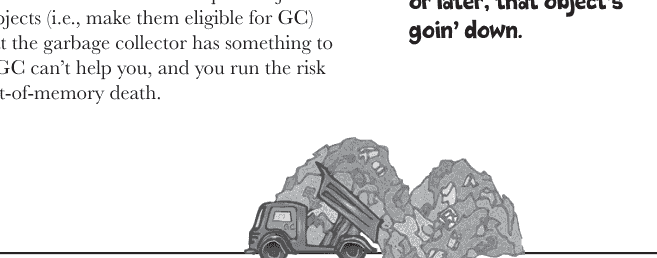 jects (i.e., make them eligible for GC)
t the garbage collector has something to
GC can't help you, and you run the risk
t-of-memory death.
or later, that object's
goin' down.